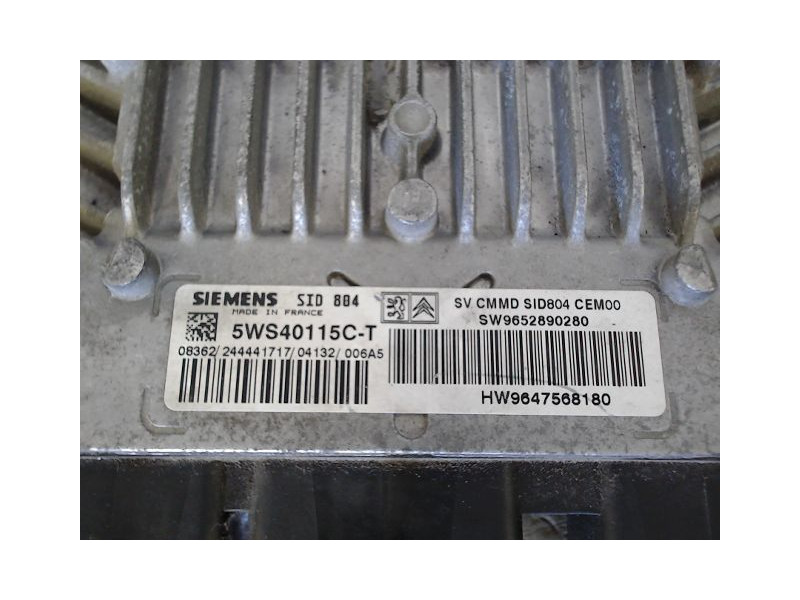 SIEMENS SID 804
MADE IN FRANCE
5WS40115C-T
08362/244441717/04132/006A5
SV CMMD SID804 CEM00
SW9652890280
HW9647568180